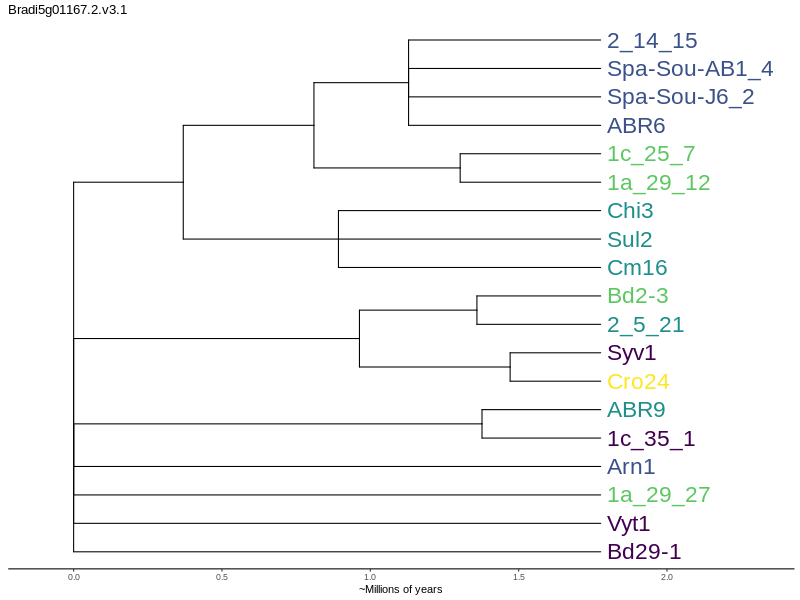 Bradi5g01167.2.v3.1
2_14_15
Spa-Sou-AB1_4
Spa-Sou-J6_2
ABR6
1c_25_7
1a_29_12
Chi3
Sul2
Cm16
Bd2-3
2_5_21
Syv1
Cro24
ABR9
1c_35_1
Arn1
1a_29_27
Vyt1
Bd29-1
0.0 0.5 1.0 1.5 2.0
~Millions of years